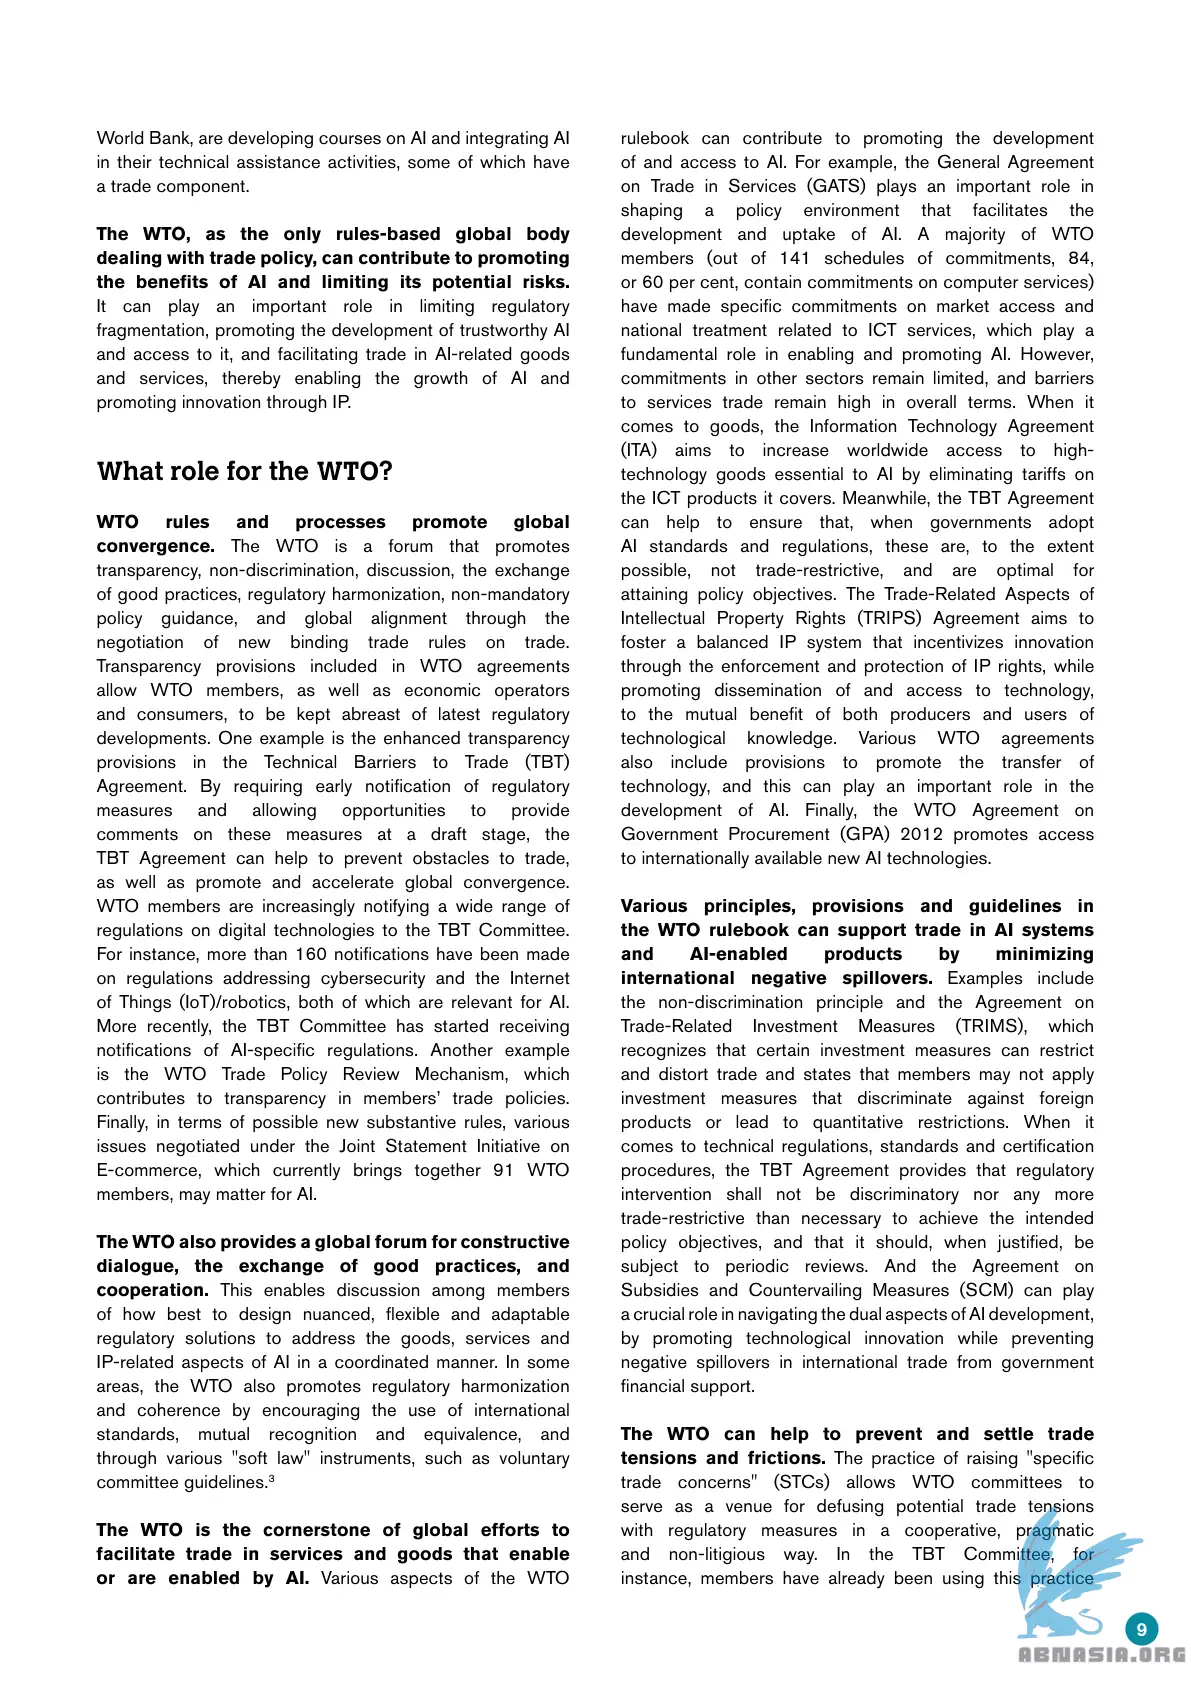 World Bank, are developing courses on AI and integrating AI
in their technical assistance activities, some of which have
a trade component.
The WTO, as the only rules-based global body
dealing with trade policy, can contribute to promoting
the benefits of AI and limiting its potential risks.
It can play an important role in limiting regulatory
fragmentation, promoting the development of trustworthy AI
and access to it, and facilitating trade in AI-related goods
and services, thereby enabling the growth of AI and
promoting innovation through IP.
What role for the WTO?
WTO rules and processes promote global
convergence. The WTO is a forum that promotes
transparency, non-discrimination, discussion, the exchange
of good practices, regulatory harmonization, non-mandatory
policy guidance, and global alignment through the
negotiation of new binding trade rules on trade.
Transparency provisions included in WTO agreements
allow WTO members, as well as economic operators
and consumers, to be kept abreast of latest regulatory
developments. One example is the enhanced transparency
provisions in the Technical Barriers to Trade (TBT)
Agreement. By requiring early notification of regulatory
measures and allowing opportunities to provide
comments on these measures at a draft stage, the
TBT Agreement can help to prevent obstacles to trade,
as well as promote and accelerate global convergence.
WTO members are increasingly notifying a wide range of
regulations on digital technologies to the TBT Committee.
For instance, more than 160 notifications have been made
on regulations addressing cybersecurity and the Internet
of Things (IoT)/robotics, both of which are relevant for AI.
More recently, the TBT Committee has started receiving
notifications of AI-specific regulations. Another example
is the WTO Trade Policy Review Mechanism, which
contributes to transparency in members' trade policies.
Finally, in terms of possible new substantive rules, various
issues negotiated under the Joint Statement Initiative on
E-commerce, which currently brings together 91 WTO
members, may matter for AI.
The WTO also provides a global forum for constructive
dialogue, the exchange of good practices, and
cooperation. This enables discussion among members
of how best to design nuanced, flexible and adaptable
regulatory solutions to address the goods, services and
IP-related aspects of AI in a coordinated manner. In some
areas, the WTO also promotes regulatory harmonization
and coherence by encouraging the use of international
standards, mutual recognition and equivalence, and
through various "soft law" instruments, such as voluntary
committee guidelines.³
The WTO is the cornerstone of global efforts to
facilitate trade in services and goods that enable
or are enabled by AI. Various aspects of the WTO
rulebook can contribute to promoting the development
of and access to AI. For example, the General Agreement
on Trade in Services (GATS) plays an important role in
shaping a policy environment that facilitates the
development and uptake of AI. A majority of WTO
members (out of 141 schedules of commitments, 84,
or 60 per cent, contain commitments on computer services)
have made specific commitments on market access and
national treatment related to ICT services, which play a
fundamental role in enabling and promoting AI. However,
commitments in other sectors remain limited, and barriers
to services trade remain high in overall terms. When it
comes to goods, the Information Technology Agreement
(ITA) aims to increase worldwide access to high-
technology goods essential to AI by eliminating tariffs on
the ICT products it covers. Meanwhile, the TBT Agreement
can help to ensure that, when governments adopt
AI standards and regulations, these are, to the extent
possible, not trade-restrictive, and are optimal for
attaining policy objectives. The Trade-Related Aspects of
Intellectual Property Rights (TRIPS) Agreement aims to
foster a balanced IP system that incentivizes innovation
through the enforcement and protection of IP rights, while
promoting dissemination of and access to technology,
to the mutual benefit of both producers and users of
technological knowledge. Various WTO agreements
also include provisions to promote the transfer of
technology, and this can play an important role in the
development of AI. Finally, the WTO Agreement on
Government Procurement (GPA) 2012 promotes access
to internationally available new AI technologies.
Various principles, provisions and guidelines in
the WTO rulebook can support trade in AI systems
and AI-enabled products by minimizing
international negative spillovers. Examples include
the non-discrimination principle and the Agreement on
Trade-Related Investment Measures (TRIMS), which
recognizes that certain investment measures can restrict
and distort trade and states that members may not apply
investment measures that discriminate against foreign
products or lead to quantitative restrictions. When it
comes to technical regulations, standards and certification
procedures, the TBT Agreement provides that regulatory
intervention shall not be discriminatory nor any more
trade-restrictive than necessary to achieve the intended
policy objectives, and that it should, when justified, be
subject to periodic reviews. And the Agreement on
Subsidies and Countervailing Measures (SCM) can play
a crucial role in navigating the dual aspects of AI development,
by promoting technological innovation while preventing
negative spillovers in international trade from government
financial support.
The WTO can help to prevent and settle trade
tensions and frictions. The practice of raising "specific
trade concerns" (STCs) allows WTO committees to
serve as a venue for defusing potential trade tensions
with regulatory measures in a cooperative, pragmatic
and non-litigious way. In the TBT Committee, for
instance, members have already been using this practice
9
ABNASIA.ORG